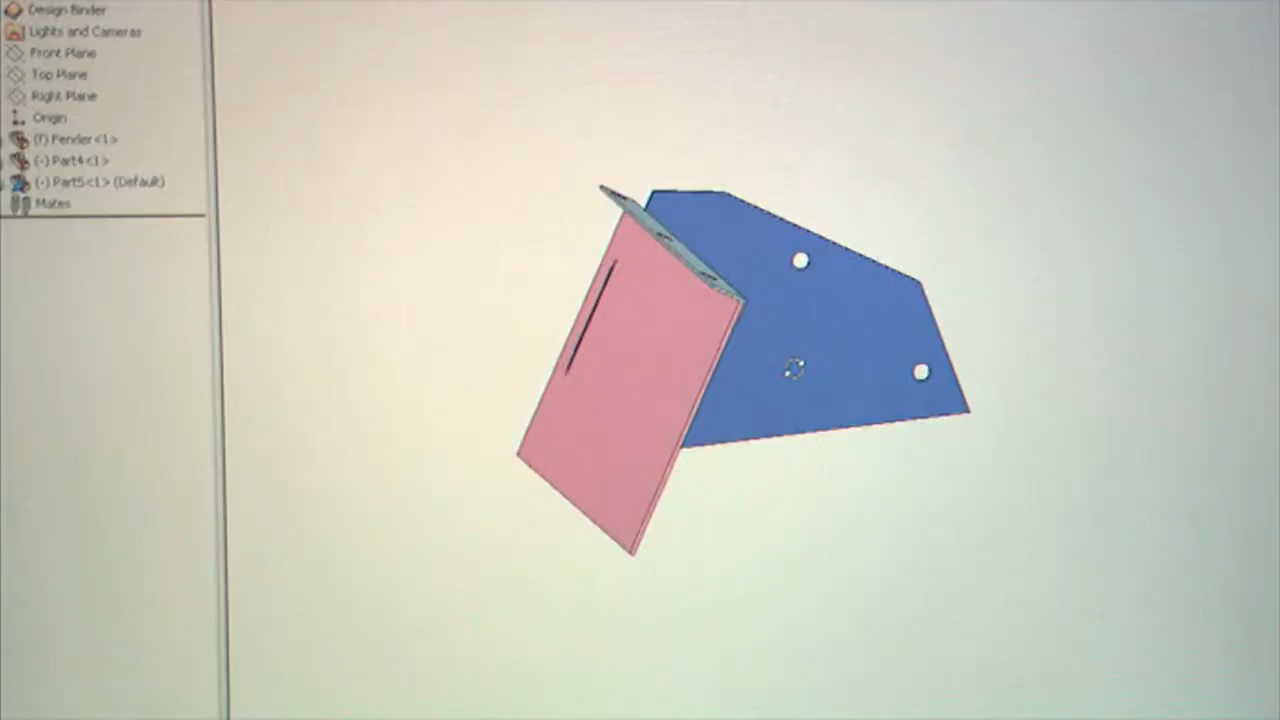 Design Binder
Lights and Cameras
Front Plane
Top Plane
Right Plane
Origin
(f) Fender<1>
(-) Part4<1>
(-) Part5<1> (Default)
Mates